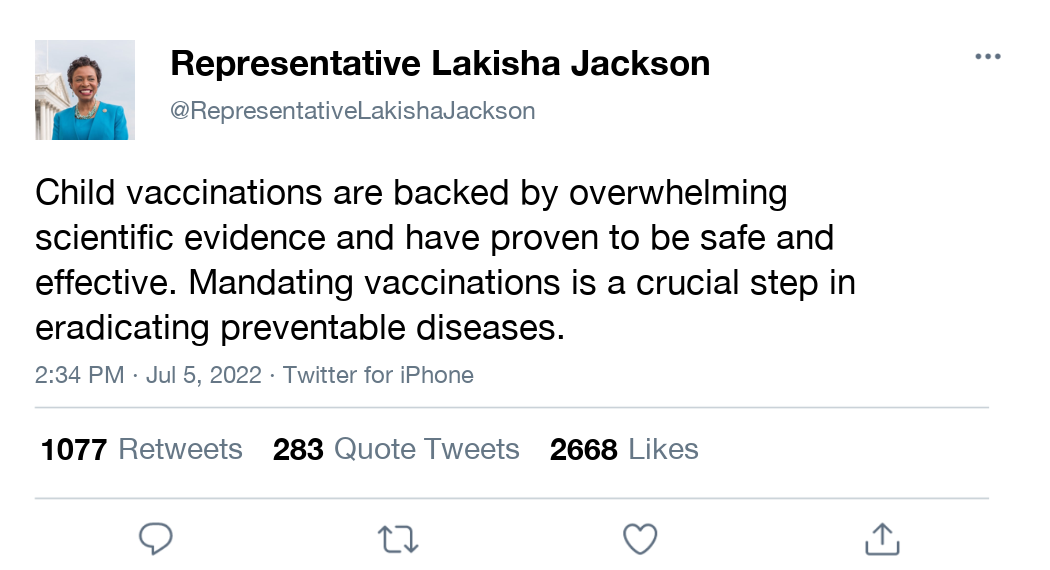 Representative Lakisha Jackson
@RepresentativeLakishaJackson
Child vaccinations are backed by overwhelming
scientific evidence and have proven to be safe and
effective. Mandating vaccinations is a crucial step in
eradicating preventable diseases.
2:34 PM · Jul 5, 2022 · Twitter for iPhone
1077 Retweets 283 Quote Tweets 2668 Likes